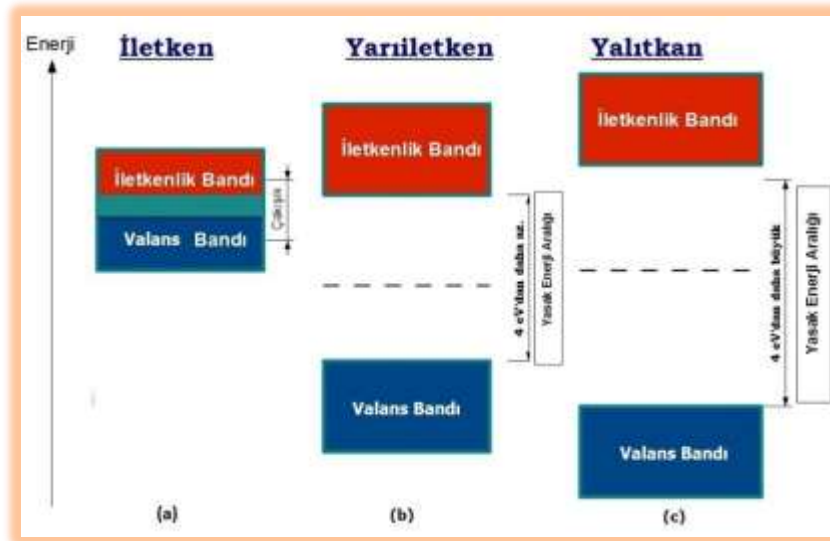 Enerji
İletken
Yarıiletken
Yalıtkan
İletkenlik Bandı
Valans Bandı
Çakışma
İletkenlik Bandı
4 eV'dan daha az.
Yasak Enerji Aralığı
Valans Bandı
İletkenlik Bandı
4 eV'dan daha büyük
Yasak Enerji Aralığı
Valans Bandı
(a)
(b)
(c)